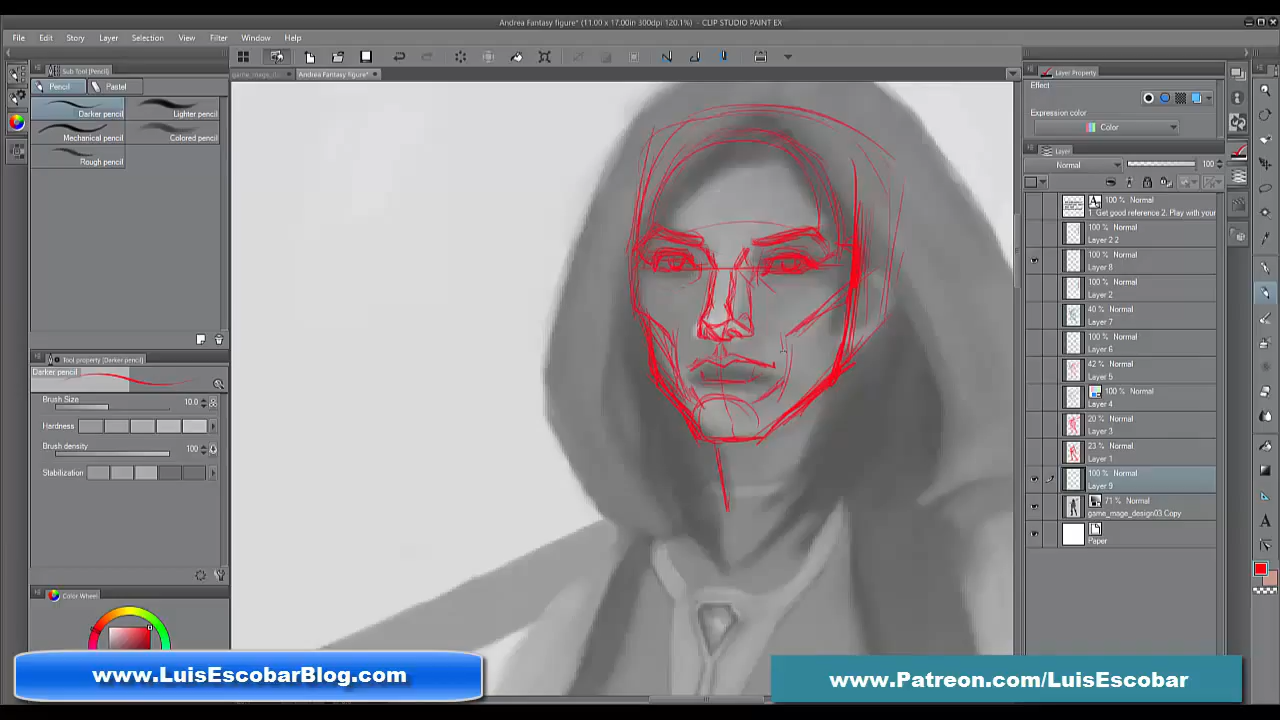 Andrea Fantasy figure* (11.00 x 17.00in 300dpi 120.1%) - CLIP STUDIO PAINT EX
File Edit Story Layer Selection View Filter Window Help
Sub Tool [Pencil]
Pencil Pastel
Darker pencil Lighter pencil
Mechanical pencil Colored pencil
Rough pencil
Andrea Fantasy figure*
Tool property [Darker pencil]
Darker pencil
Brush Size 10.0
Hardness
Brush density 100
Stabilization
Color Wheel
Layer Property
Effect
Expression color
Color
Layer
Normal 100
100 % Normal
1. Get good reference 2. Play with your
100 % Normal
Layer 2 2
100 % Normal
Layer 8
100 % Normal
Layer 2
40 % Normal
Layer 7
100 % Normal
Layer 6
42 % Normal
Layer 5
100 % Normal
Layer 4
20 % Normal
Layer 3
23 % Normal
Layer 1
100 % Normal
Layer 9
71 % Normal
game_mage_design03 Copy
Paper
www.LuisEscobarBlog.com
www.Patreon.com/LuisEscobar